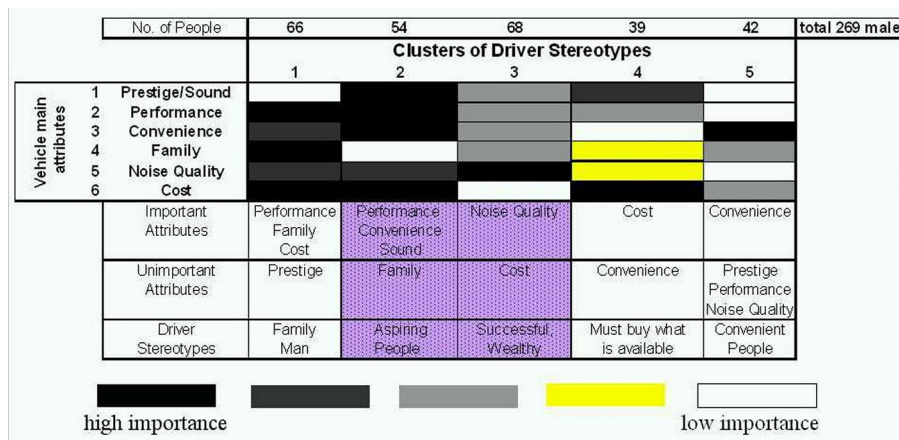 No. of People 66 54 68 39 42 total 269 male
Clusters of Driver Stereotypes
1 2 3 4 5
Vehicle main attributes
1 Prestige/Sound
2 Performance
3 Convenience
4 Family
5 Noise Quality
6 Cost
Important Performance Performance Noise Quality Cost Convenience
Attributes Family Convenience
Cost Sound
Unimportant Prestige Family Cost Convenience Prestige
Attributes Performance
Noise Quality
Driver Family Aspiring Successful, Must buy what Convenient
Stereotypes Man People Wealthy is available People
high importance low importance